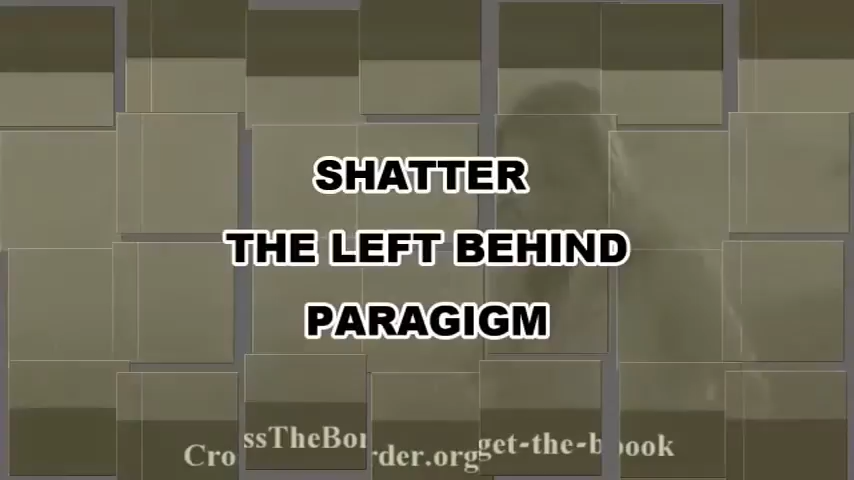 SHATTER
THE LEFT BEHIND
PARAGIGM
CrossTheBorder.org get-the-book